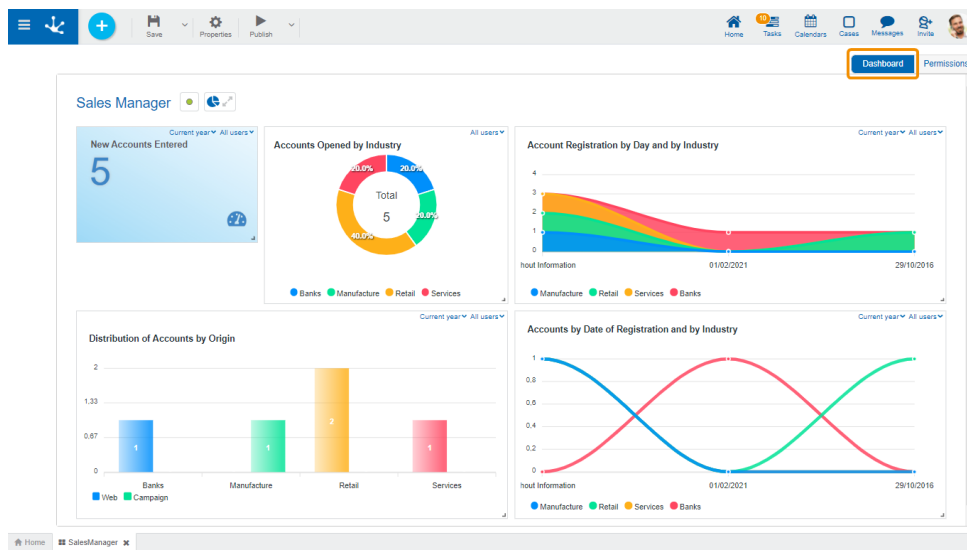 Save
Properties
Publish
Home
10
Tasks
Calendars
Cases
Messages
Invite
Dashboard
Permissions
Sales Manager
Current year All users
New Accounts Entered
5
All users
Accounts Opened by Industry
20.0% 20.0%
Total
5
20.0%
40.0%
Banks Manufacture Retail Services
Current year All users
Account Registration by Day and by Industry
4
3
2
1
0
hout Information 01/02/2021 29/10/2016
Manufacture Retail Services Banks
Current year All users
Distribution of Accounts by Origin
2
1.33
0.67
0
1 1 2 1
Banks Manufacture Retail Services
Web Campaign
Current year All users
Accounts by Date of Registration and by Industry
1
0.8
0.6
0.4
0.2
0
hout Information 01/02/2021 29/10/2016
Manufacture Retail Services Banks
Home SalesManager